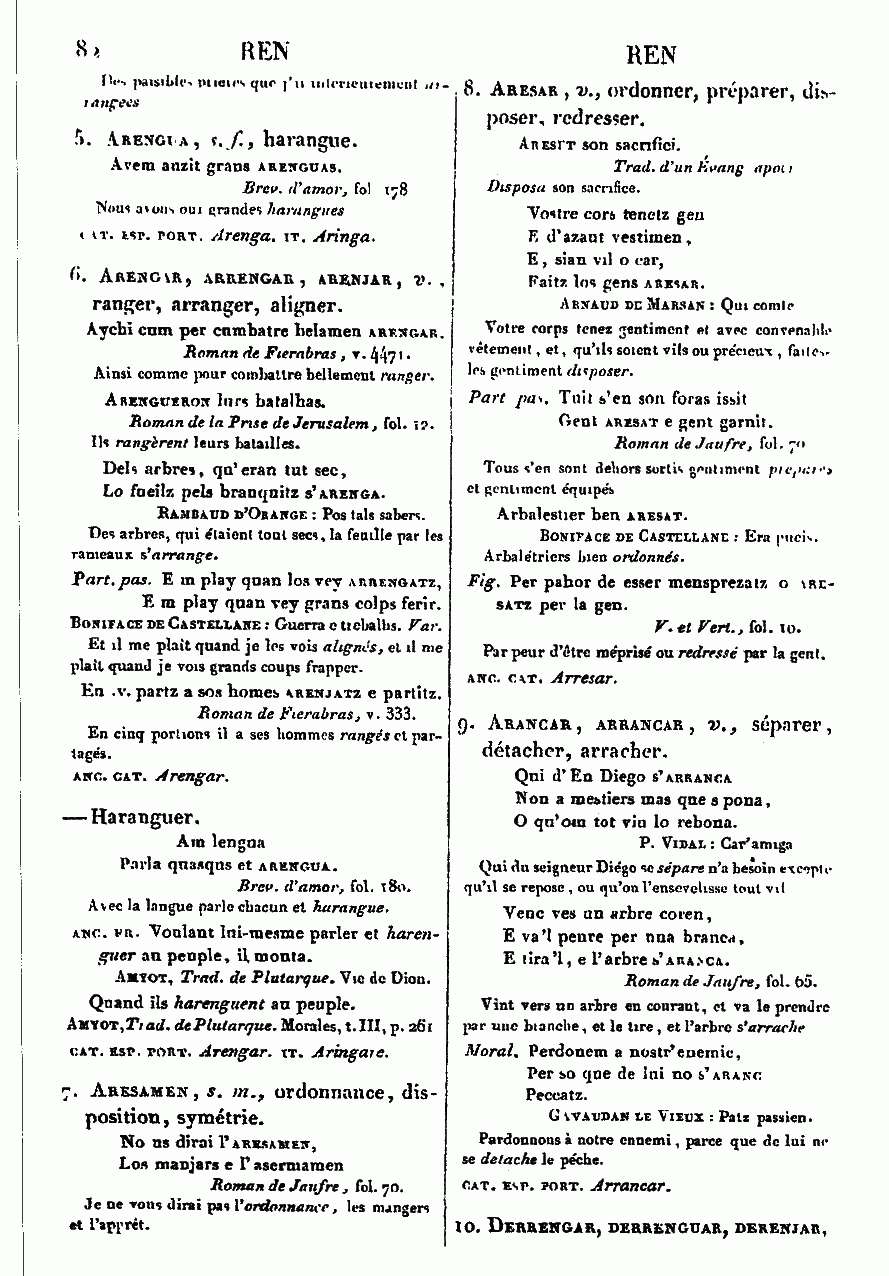 REN
REN
Des paisibles prières que j'ai intérieurement ar-
rangées
5. ARENGUA, s. f., harangue.
Avem auzit grans ARENGUAS.
Brev. d'amor, fol 178
Nous avons oui grandes harangues
CAT. ESP. PORT. Arenga. IT. Aringa.
6. ARENGAR, ARRENGAR, ARENJAR, v.,
ranger, arranger, aligner.
Aychi cum per cumbatre belamen ARENGAR.
Roman de Fierabras, v. 4471.
Ainsi comme pour combattre bellement ranger.
ARENGUERON lurs batalhas.
Roman de la Prise de Jerusalem, fol. 12.
Ils rangèrent leurs batailles.
Dels arbres, qu'eran tut sec,
Lo fueilz pels branquitz s'ARENGA.
RAMBAUD D'ORANGE : Pos tals sabers.
Des arbres, qui étaient tout secs, la feuille par les
rameaux s'arrange.
Part. pas. E m play quan los vey ARRENGATZ,
E m play quan vey grans colps ferir.
BONIFACE DE CASTELLANE : Guerra e trebalhs. Var.
Et il me plait quand je les vois alignés, et il me
plait quand je vois grands coups frapper.
En .v. partz a sos homes ARENJATZ e partitz.
Roman de Fierabras, v. 333.
En cinq portions il a ses hommes rangés et par-
tagés.
ANC. CAT. Arengar.
— Haranguer.
Am lengua
Parla quasqus et ARENGUA.
Brev. d'amor, fol. 180.
Avec la langue parle chacun et harangue.
ANC. FR. Voulant lui-mesme parler et haren-
guer au peuple, il monta.
AMYOT, Trad. de Plutarque. Vie de Dion.
Quand ils harenguent au peuple.
AMYOT, Trad. de Plutarque. Morales, t. III, p. 261
CAT. ESP. PORT. Arengar. IT. Aringare.
7. ARESAMEN, s. m., ordonnance, dis-
position, symétrie.
No us dirai l'ARESAMEN,
Los manjars e l'asermamen
Roman de Jaufre, fol. 70.
Je ne vous dirai pas l'ordonnance, les mangers
et l'apprêt.
8. ARESAR, v., ordonner, préparer, dis-
poser, redresser.
ARESTT son sacrifici.
Trad. d'un Évang apocr
Disposa son sacrifice.
Vostre cors tenetz gen
E d'azaut vestimen,
E, sian vil o car,
Faitz los gens ARESAR.
ARNAUD DE MARSAN : Qui comte
Votre corps tenez gentiment et avec convenable
vêtement, et, qu'ils soient vils ou précieux, faites-
les gentiment disposer.
Part pas. Tuit s'en son foras issit
Gent ARESAT e gent garnit.
Roman de Jaufre, fol. 70
Tous s'en sont dehors sortis gentiment préparés
et gentiment équipés
Arbalestier ben ARESAT.
BONIFACE DE CASTELLANE : Era pueis.
Arbalétriers bien ordonnés.
Fig. Per pahor de esser mensprezatz o ARE-
SATZ per la gen.
V. et Vert., fol. 10.
Par peur d'être méprisé ou redressé par la gent.
ANC. CAT. Arresar.
9. ARANCAR, ARRANCAR, v., séparer,
détacher, arracher.
Qui d'En Diego s'ARRANCA
Non a mestiers mas que s pona,
O qu'om tot viu lo rebona.
P. VIDAL : Car'amiga
Qui du seigneur Diégo se sépare n'a besoin excepté
qu'il se repose, ou qu'on l'ensevelisse tout vif
Venc ves un arbre coren,
E va'l penre per una branca,
E tira'l, e l'arbre s'ARANCA.
Roman de Jaufre, fol. 65.
Vint vers un arbre en courant, et va le prendre
par une branche, et le tire, et l'arbre s'arrache
Moral. Perdonem a nostr'enemic,
Per so que de lui no s'ARANC
Peccatz.
GAVAUDAN LE VIEUX : Patz passien.
Pardonnons à notre ennemi, parce que de lui ne
se détache le péché.
CAT. ESP. PORT. Arrancar.
10. DERRENGAR, DERRENGUAR, DERENJAR,